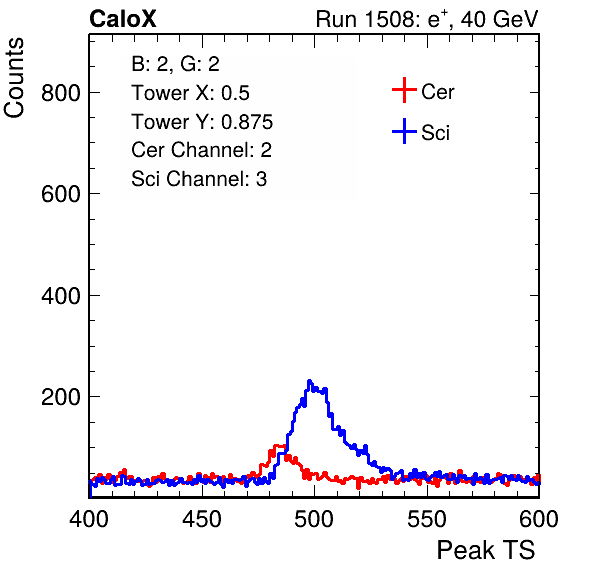 CaloX Run 1508: e⁺, 40 GeV
Counts
B: 2, G: 2
Tower X: 0.5
Tower Y: 0.875
Cer Channel: 2
Sci Channel: 3
Cer
Sci
800
600
400
200
400 450 500 550 600
Peak TS